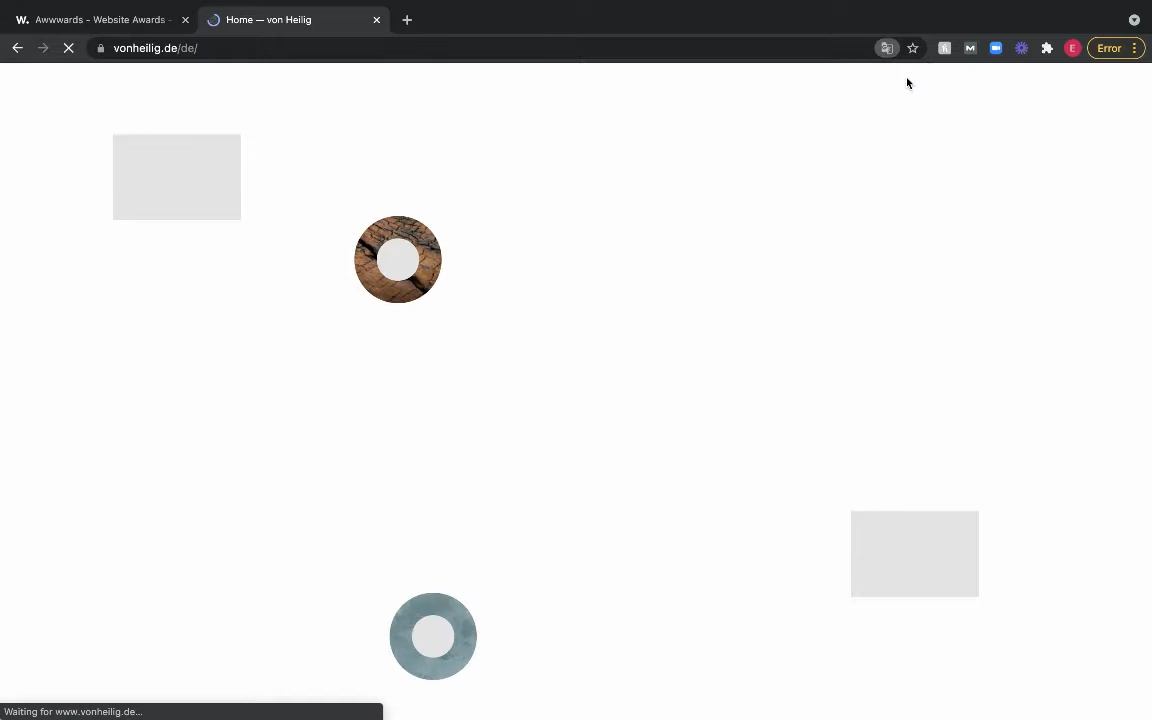 W. Awwwards - Website Awards -
Home — von Heilig
vonheilig.de/de/
E
Error
Waiting for www.vonheilig.de...